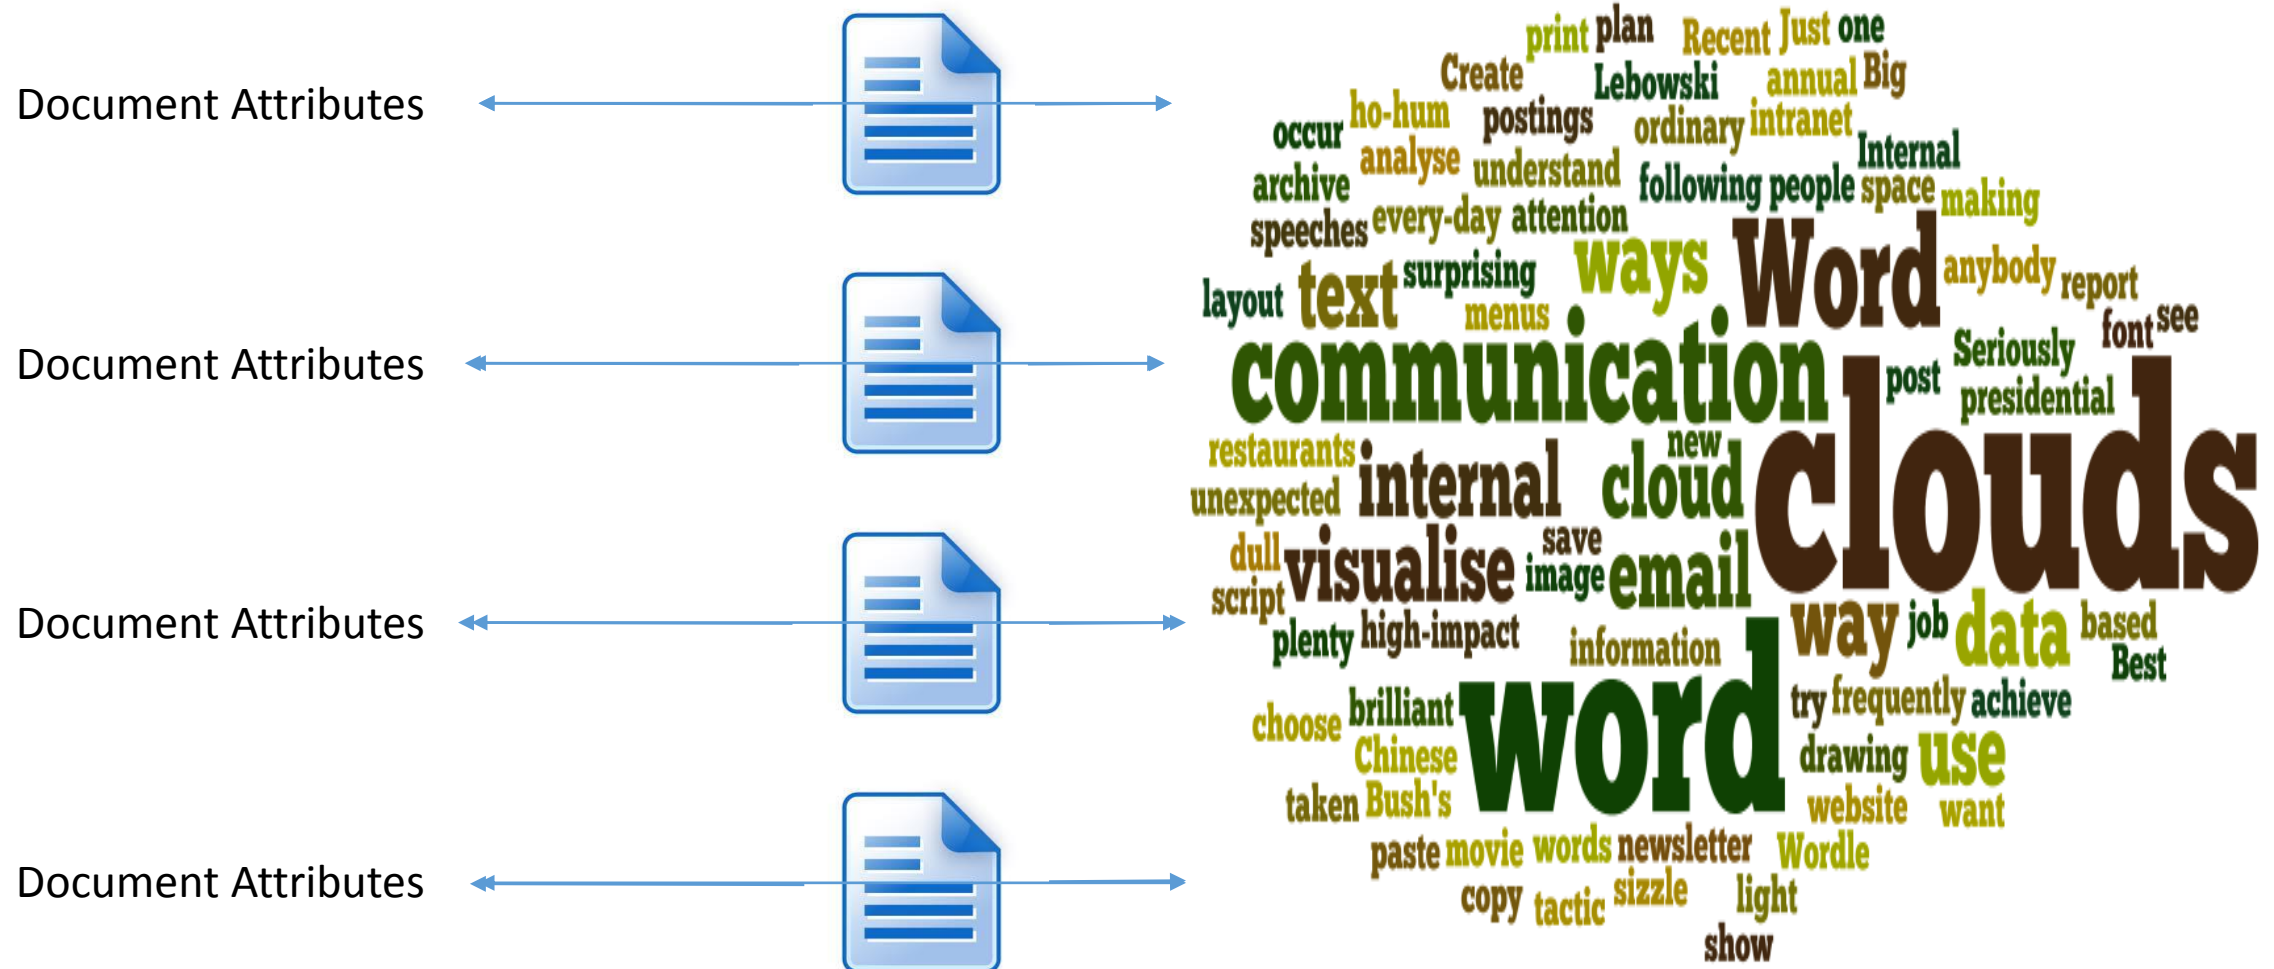 Document Attributes
Document Attributes
Document Attributes
Document Attributes
print plan Recent Just one
Create Lebowski annual Big
ho-hum postings ordinary intranet
occur analyse understand Internal
archive following people space making
speeches every-day attention
ways Word anybody report
layout text surprising
menus font see
communication post Seriously
presidential
restaurants new
unexpected internal cloud clouds
dull visualise save email
script image
plenty high-impact information way job data based
Best
choose brilliant word try frequently achieve
Chinese drawing use
taken Bush's website want
paste movie words newsletter Wordle
copy tactic sizzle light
show